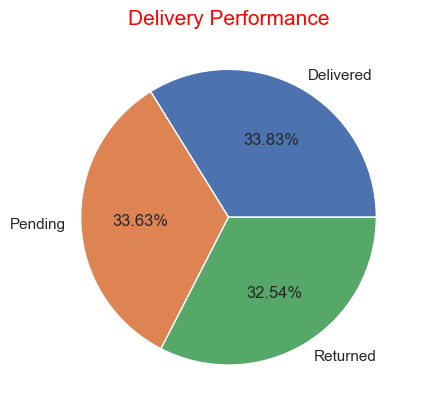 Delivery Performance
Delivered
33.83%
Pending
33.63%
32.54%
Returned